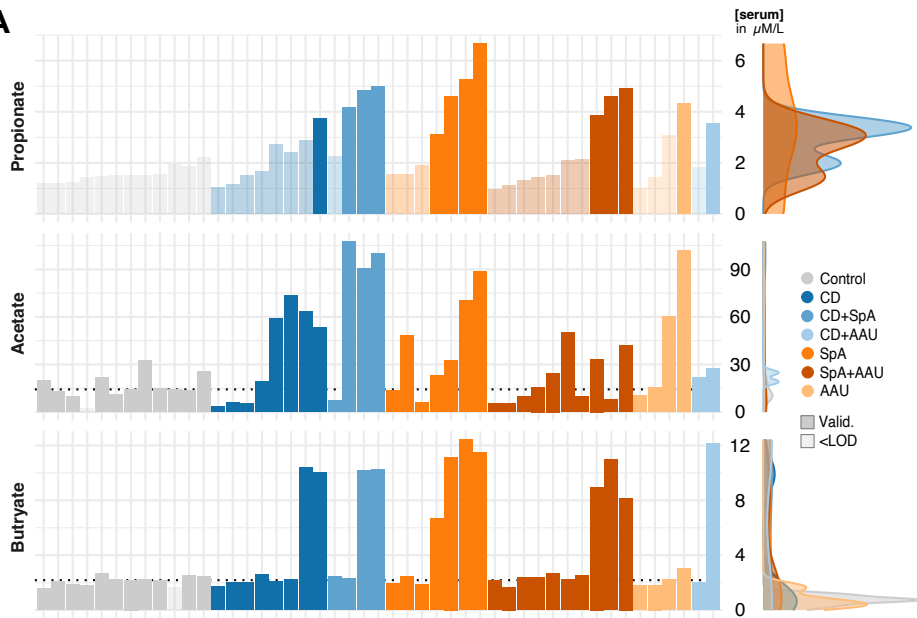 A
[serum]
in µM/L
Propionate
6
4
2
0
Acetate
90
60
30
0
Control
CD
CD+SpA
CD+AAU
SpA
SpA+AAU
AAU
Valid.
<LOD
Butryate
12
8
4
0